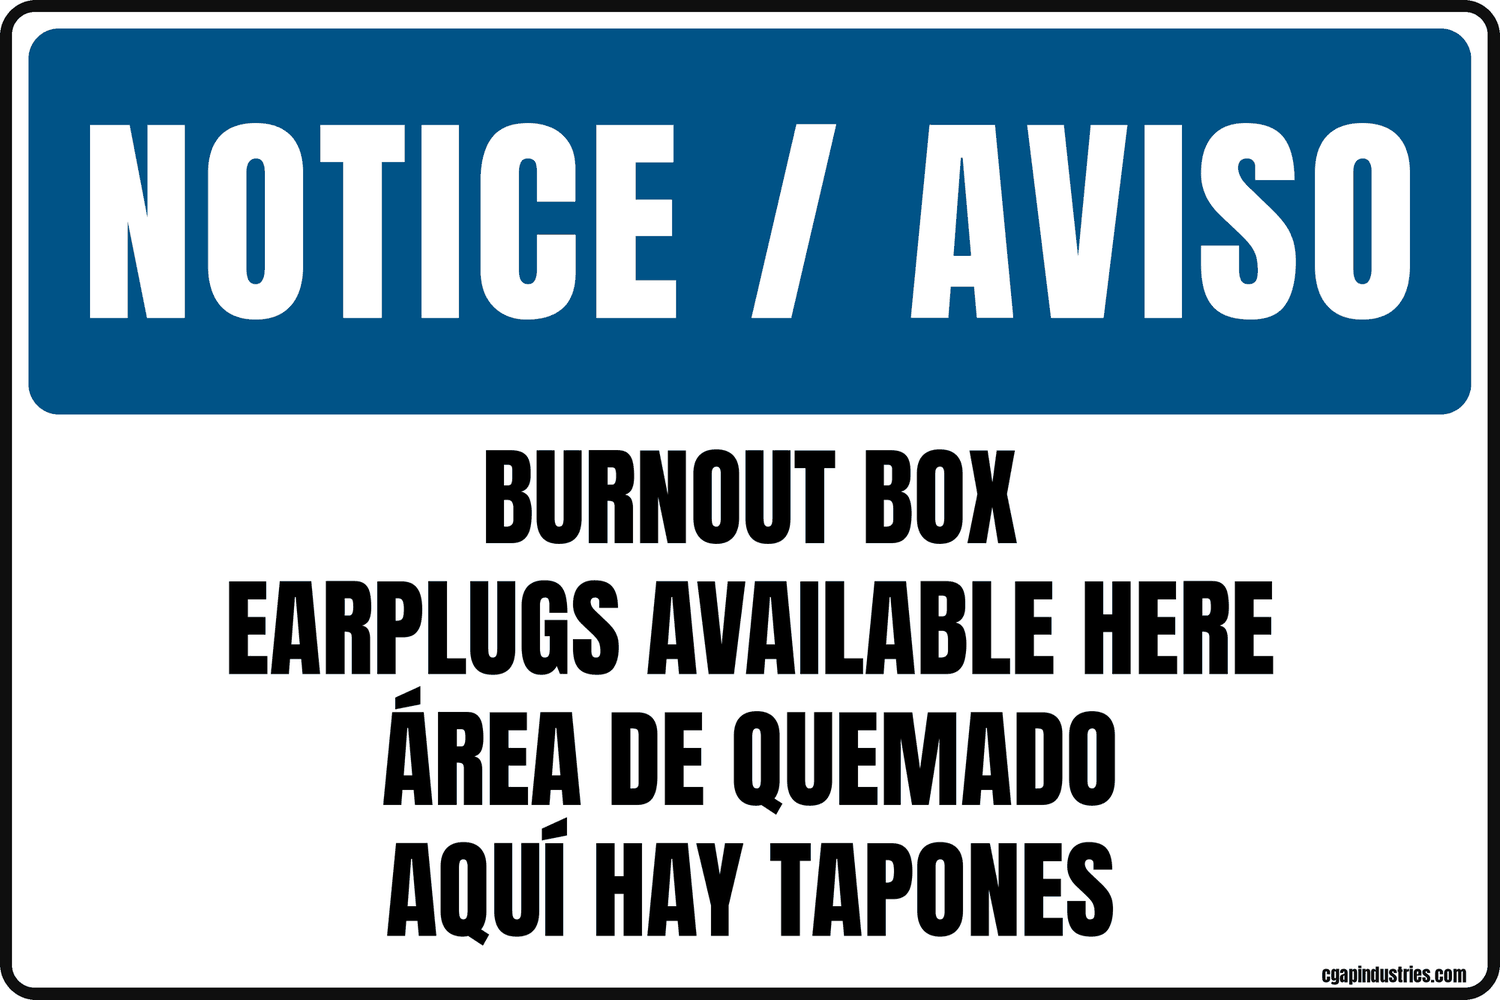 NOTICE / AVISO
BURNOUT BOX
EARPLUGS AVAILABLE HERE
ÁREA DE QUEMADO
AQUÍ HAY TAPONES
cgapindustries.com